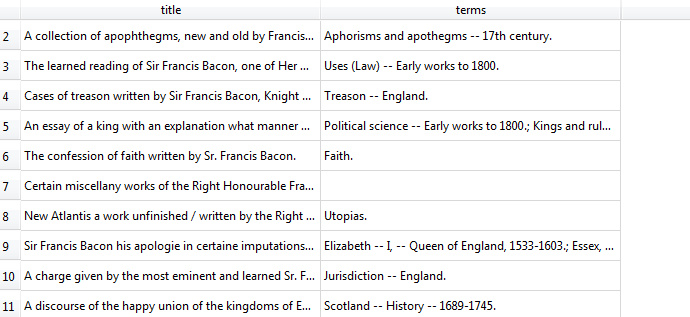 title terms
2 A collection of apophthegms, new and old by Francis... Aphorisms and apothegms -- 17th century.
3 The learned reading of Sir Francis Bacon, one of Her ... Uses (Law) -- Early works to 1800.
4 Cases of treason written by Sir Francis Bacon, Knight ... Treason -- England.
5 An essay of a king with an explanation what manner ... Political science -- Early works to 1800.; Kings and rul...
6 The confession of faith written by Sr. Francis Bacon. Faith.
7 Certain miscellany works of the Right Honourable Fra...
8 New Atlantis a work unfinished / written by the Right ... Utopias.
9 Sir Francis Bacon his apologie in certaine imputations... Elizabeth -- I, -- Queen of England, 1533-1603.; Essex, ...
10 A charge given by the most eminent and learned Sr. F... Jurisdiction -- England.
11 A discourse of the happy union of the kingdoms of E... Scotland -- History -- 1689-1745.